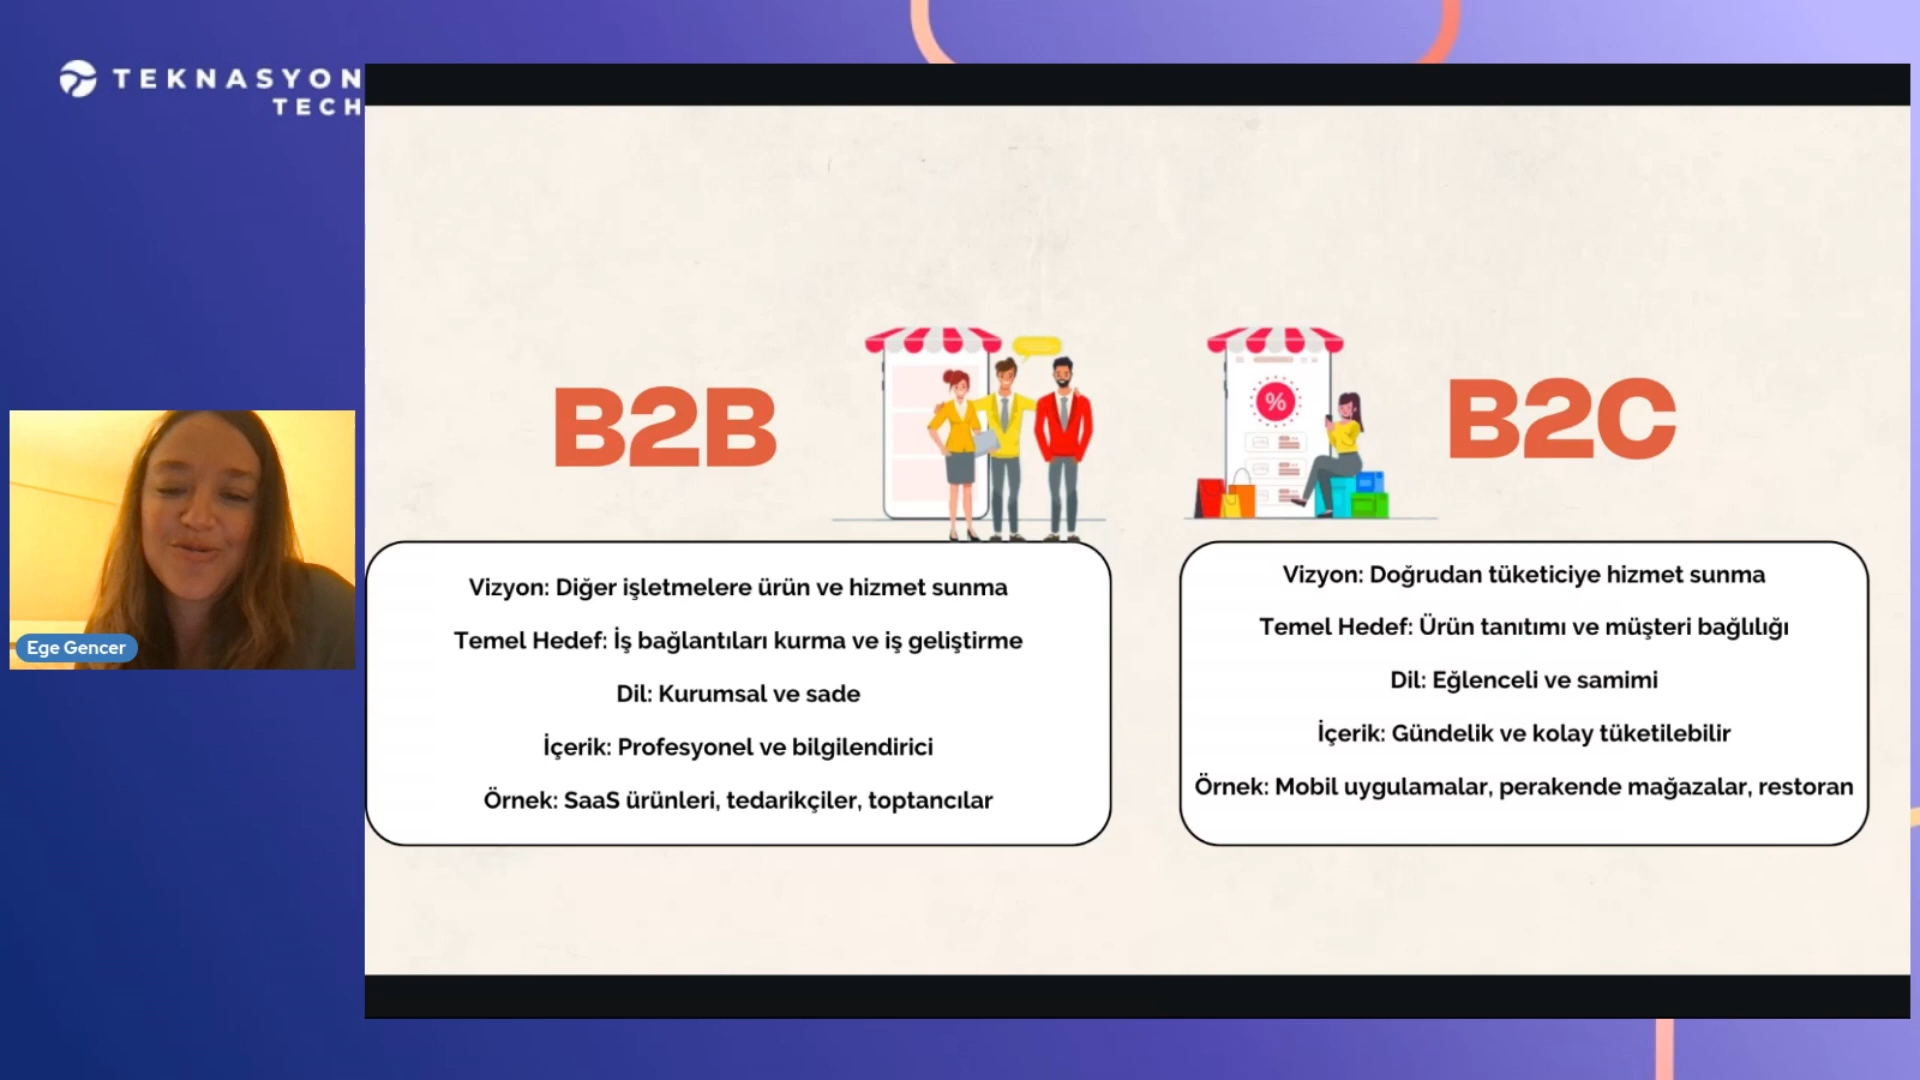 TEKNASYON
TECH
Ege Gencer
B2B
Vizyon: Diğer işletmelere ürün ve hizmet sunma
Temel Hedef: İş bağlantıları kurma ve iş geliştirme
Dil: Kurumsal ve sade
İçerik: Profesyonel ve bilgilendirici
Örnek: SaaS ürünleri, tedarikçiler, toptancılar
%
B2C
Vizyon: Doğrudan tüketiciye hizmet sunma
Temel Hedef: Ürün tanıtımı ve müşteri bağlılığı
Dil: Eğlenceli ve samimi
İçerik: Gündelik ve kolay tüketilebilir
Örnek: Mobil uygulamalar, perakende mağazalar, restoran